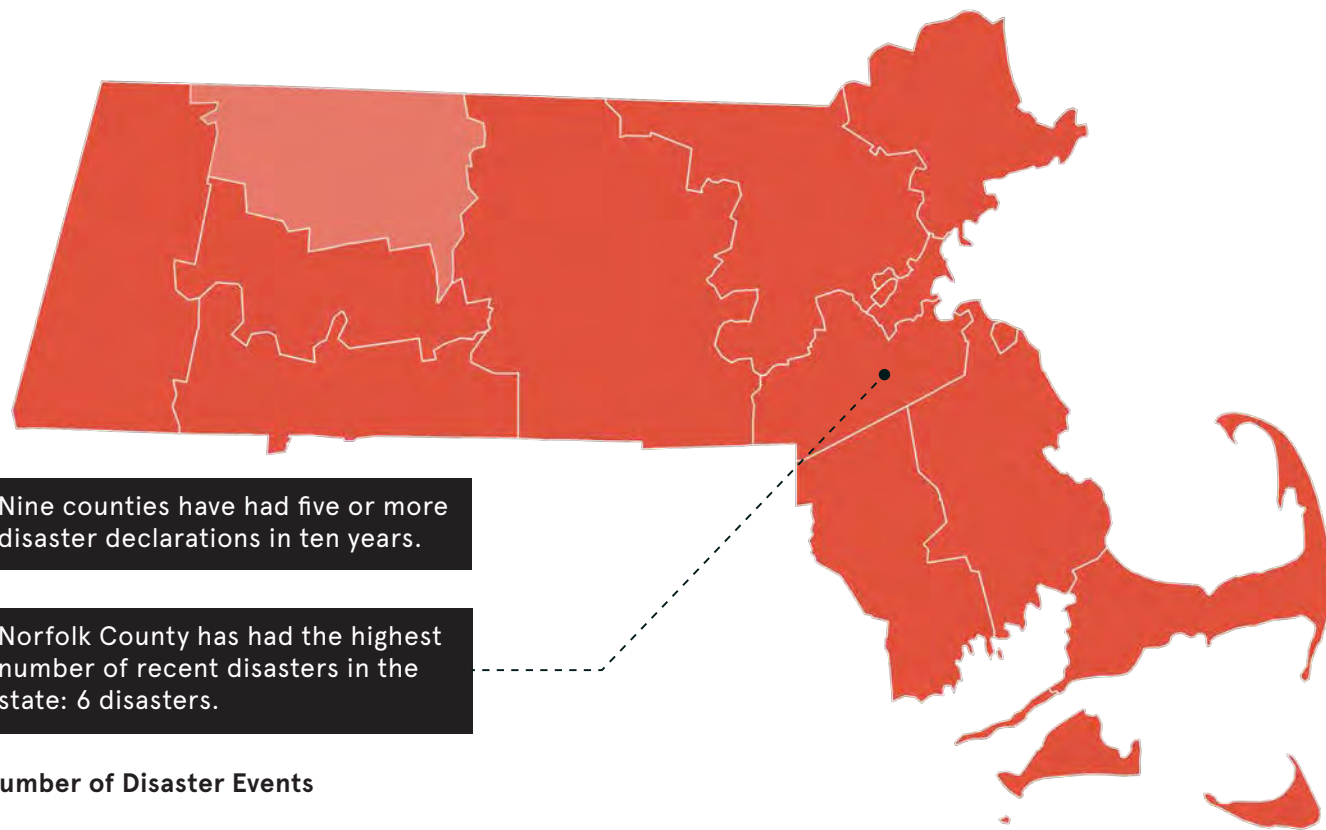 Nine counties have had five or more
disaster declarations in ten years.
Norfolk County has had the highest
number of recent disasters in the
state: 6 disasters.
umber of Disaster Events